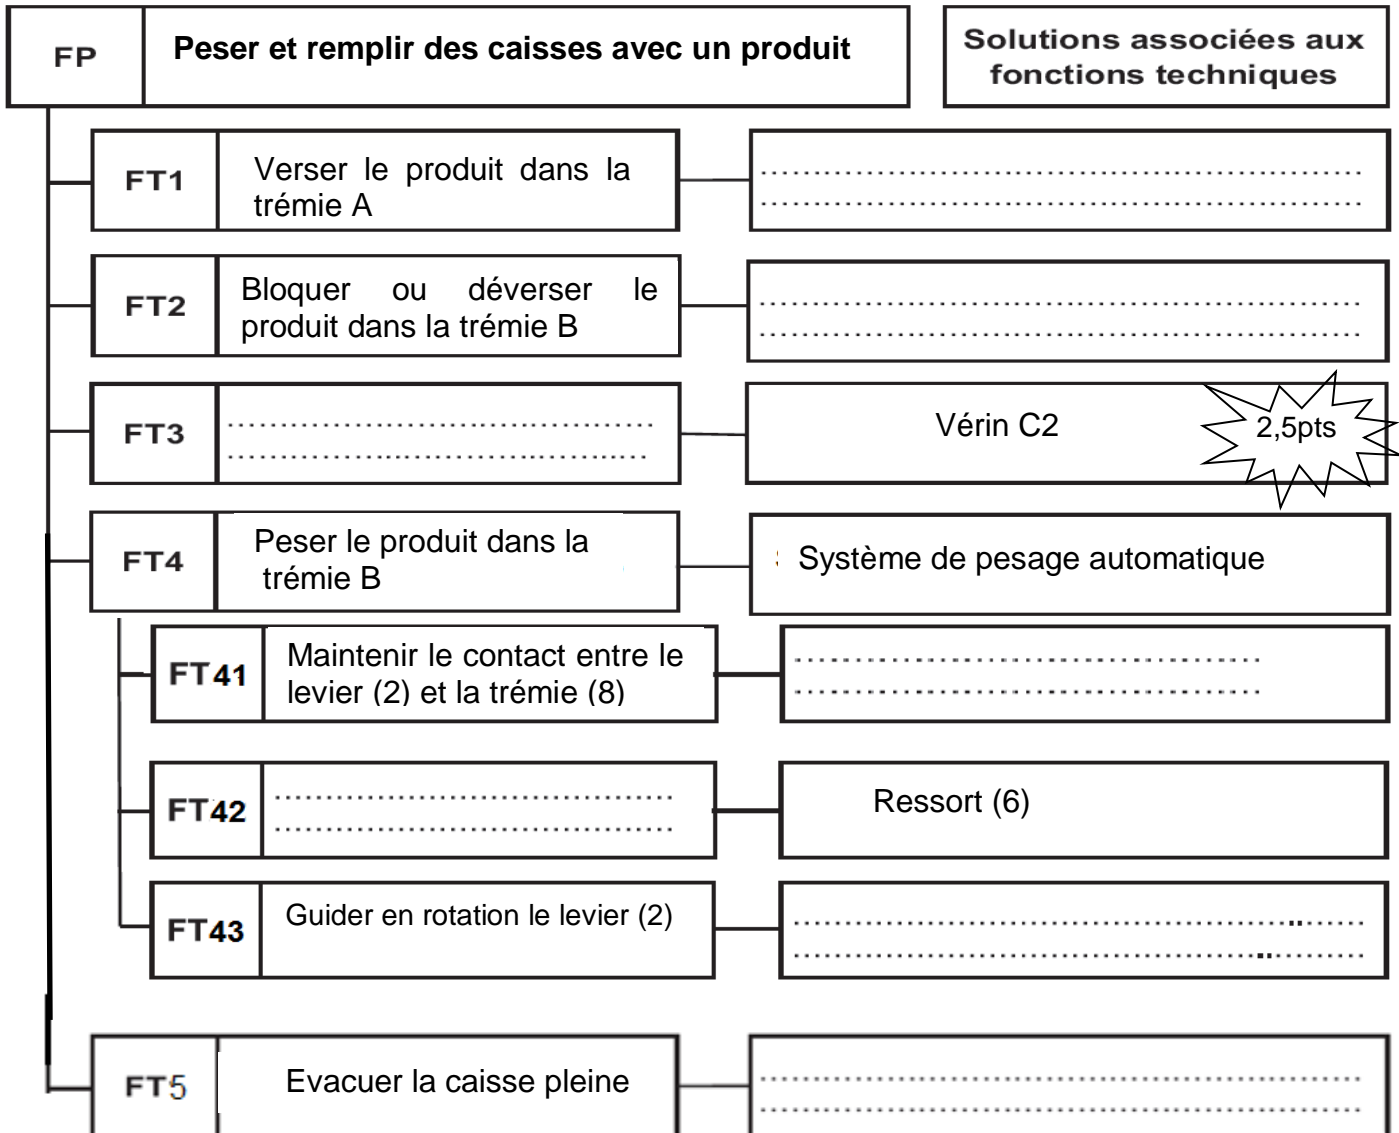 FP
Peser et remplir des caisses avec un produit
Solutions associées aux
fonctions techniques
FT1
Verser le produit dans la
trémie A
........................................................................
........................................................................
FT2
Bloquer ou déverser le
produit dans la trémie B
........................................................................
........................................................................
FT3
...................................................
...................................................
Vérin C2
2,5pts
FT4
Peser le produit dans la
trémie B
Système de pesage automatique
FT41
Maintenir le contact entre le
levier (2) et la trémie (8)
........................................................
........................................................
FT42
................................................
................................................
Ressort (6)
FT43
Guider en rotation le levier (2)
....................................................................
....................................................................
FT5
Evacuer la caisse pleine
........................................................................
........................................................................